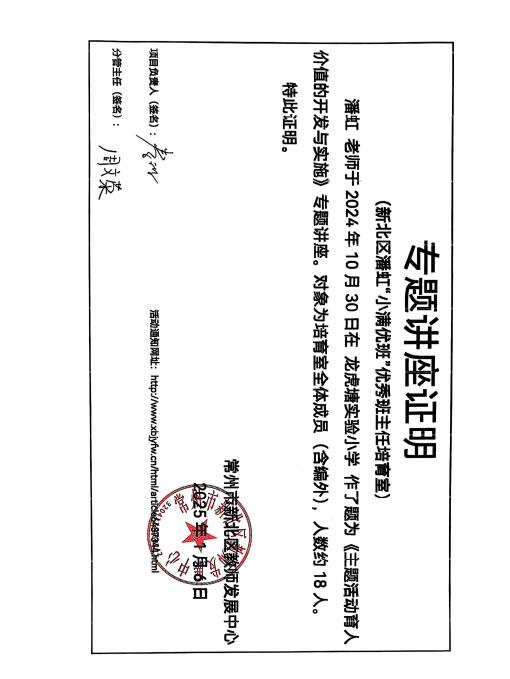 专题讲座证明
（新北区潘虹“小满优班”优秀班主任培育室）
潘虹 老师于 2024 年 10 月 30 日在 龙虎塘实验小学 作了题为《主题活动育人
价值的开发与实施》专题讲座。对象为培育室全体成员（含编外），人数约 18 人。
特此证明。
常州市新北区教师发展中心
2025 年 1 月 6 日
项目负责人（签名）：
活动通知网址：http://www.xbjyfw.cn/html/article
html
分管主任（签名）：周文荣